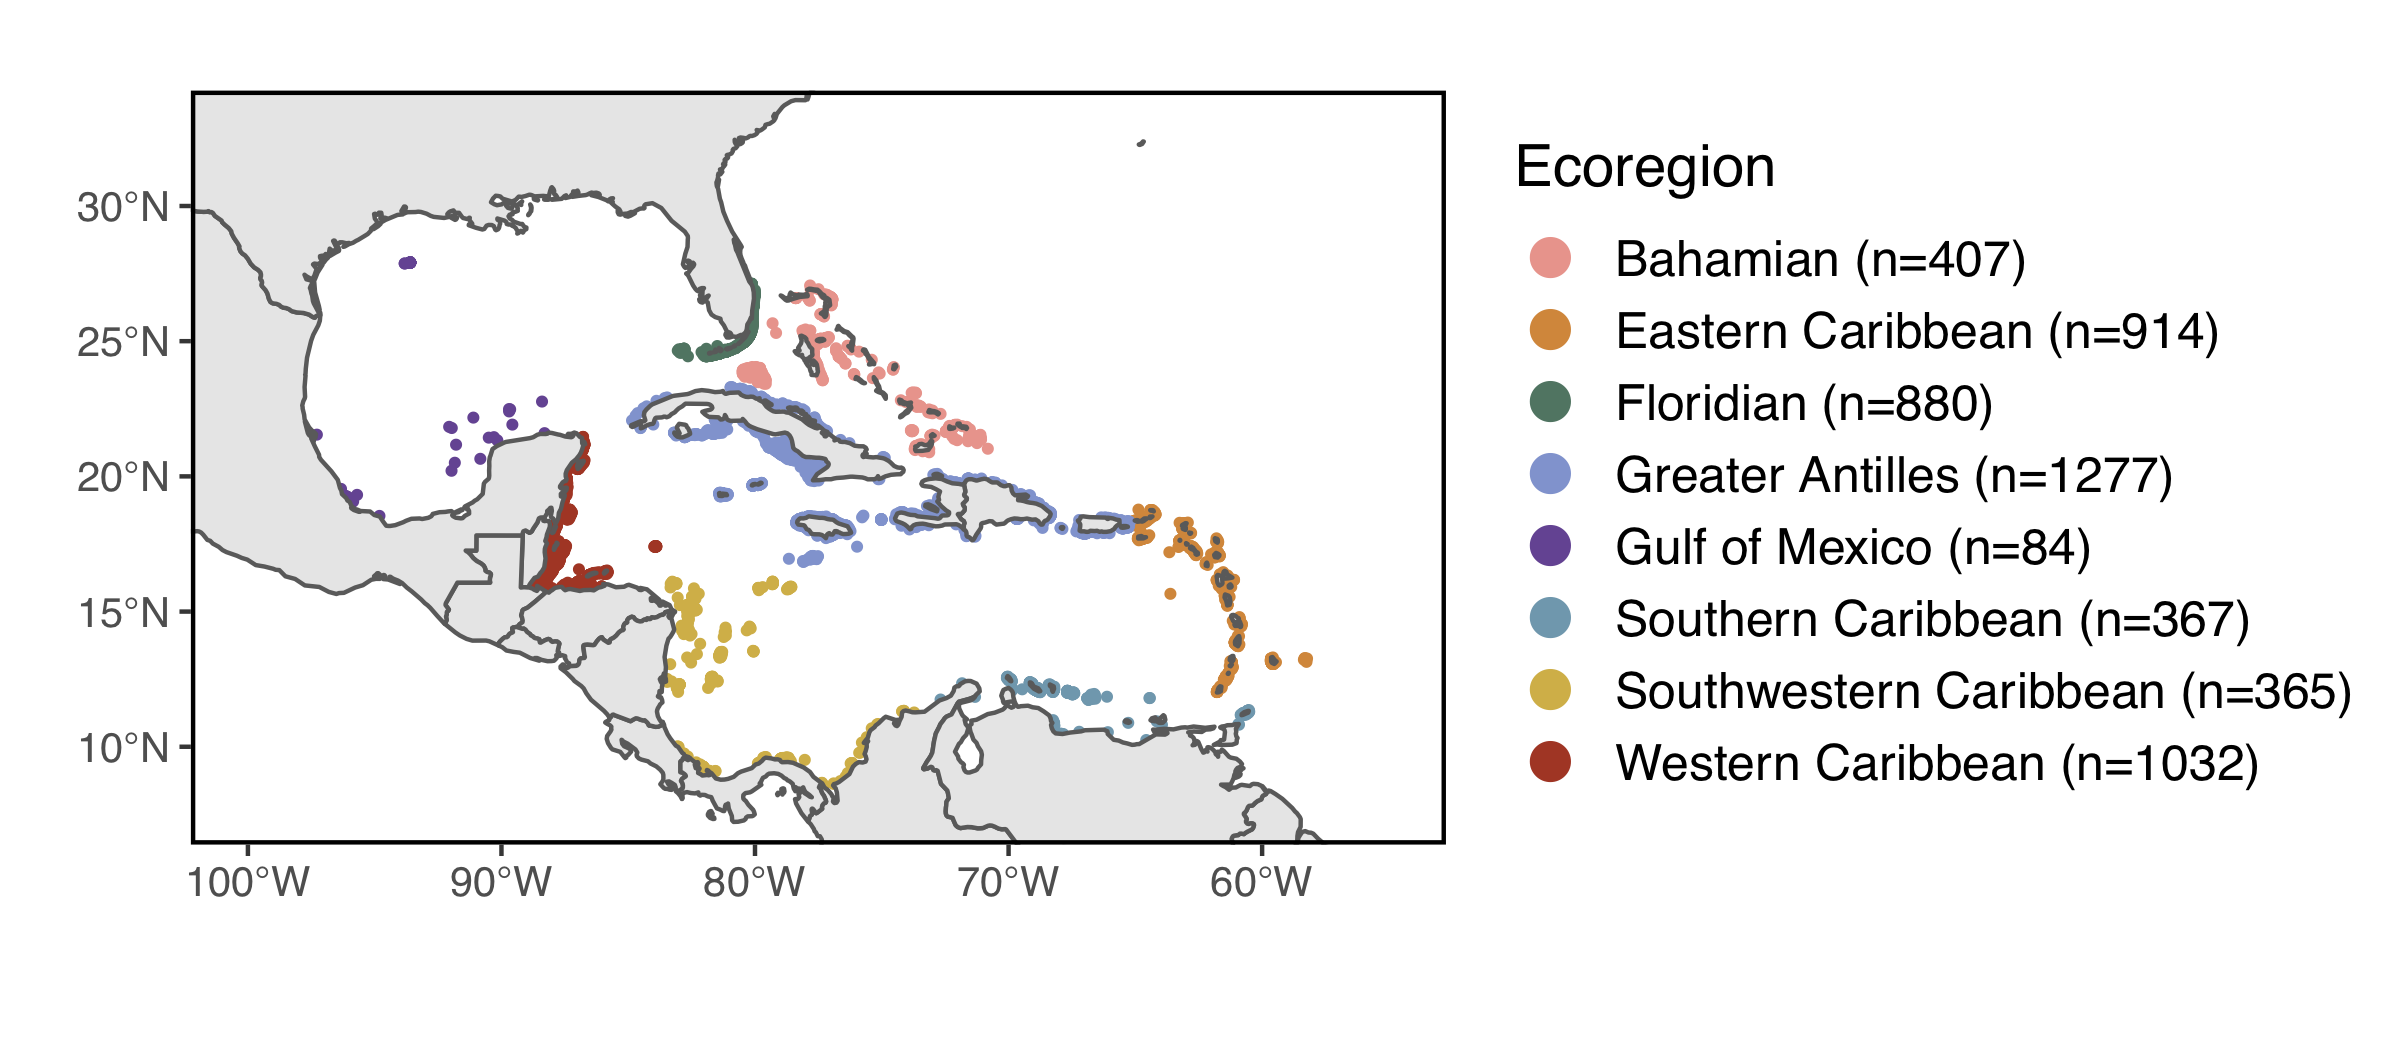 30°N
25°N
20°N
15°N
10°N
100°W
90°W
80°W
70°W
60°W
Ecoregion
Bahamian (n=407)
Eastern Caribbean (n=914)
Floridian (n=880)
Greater Antilles (n=1277)
Gulf of Mexico (n=84)
Southern Caribbean (n=367)
Southwestern Caribbean (n=365)
Western Caribbean (n=1032)